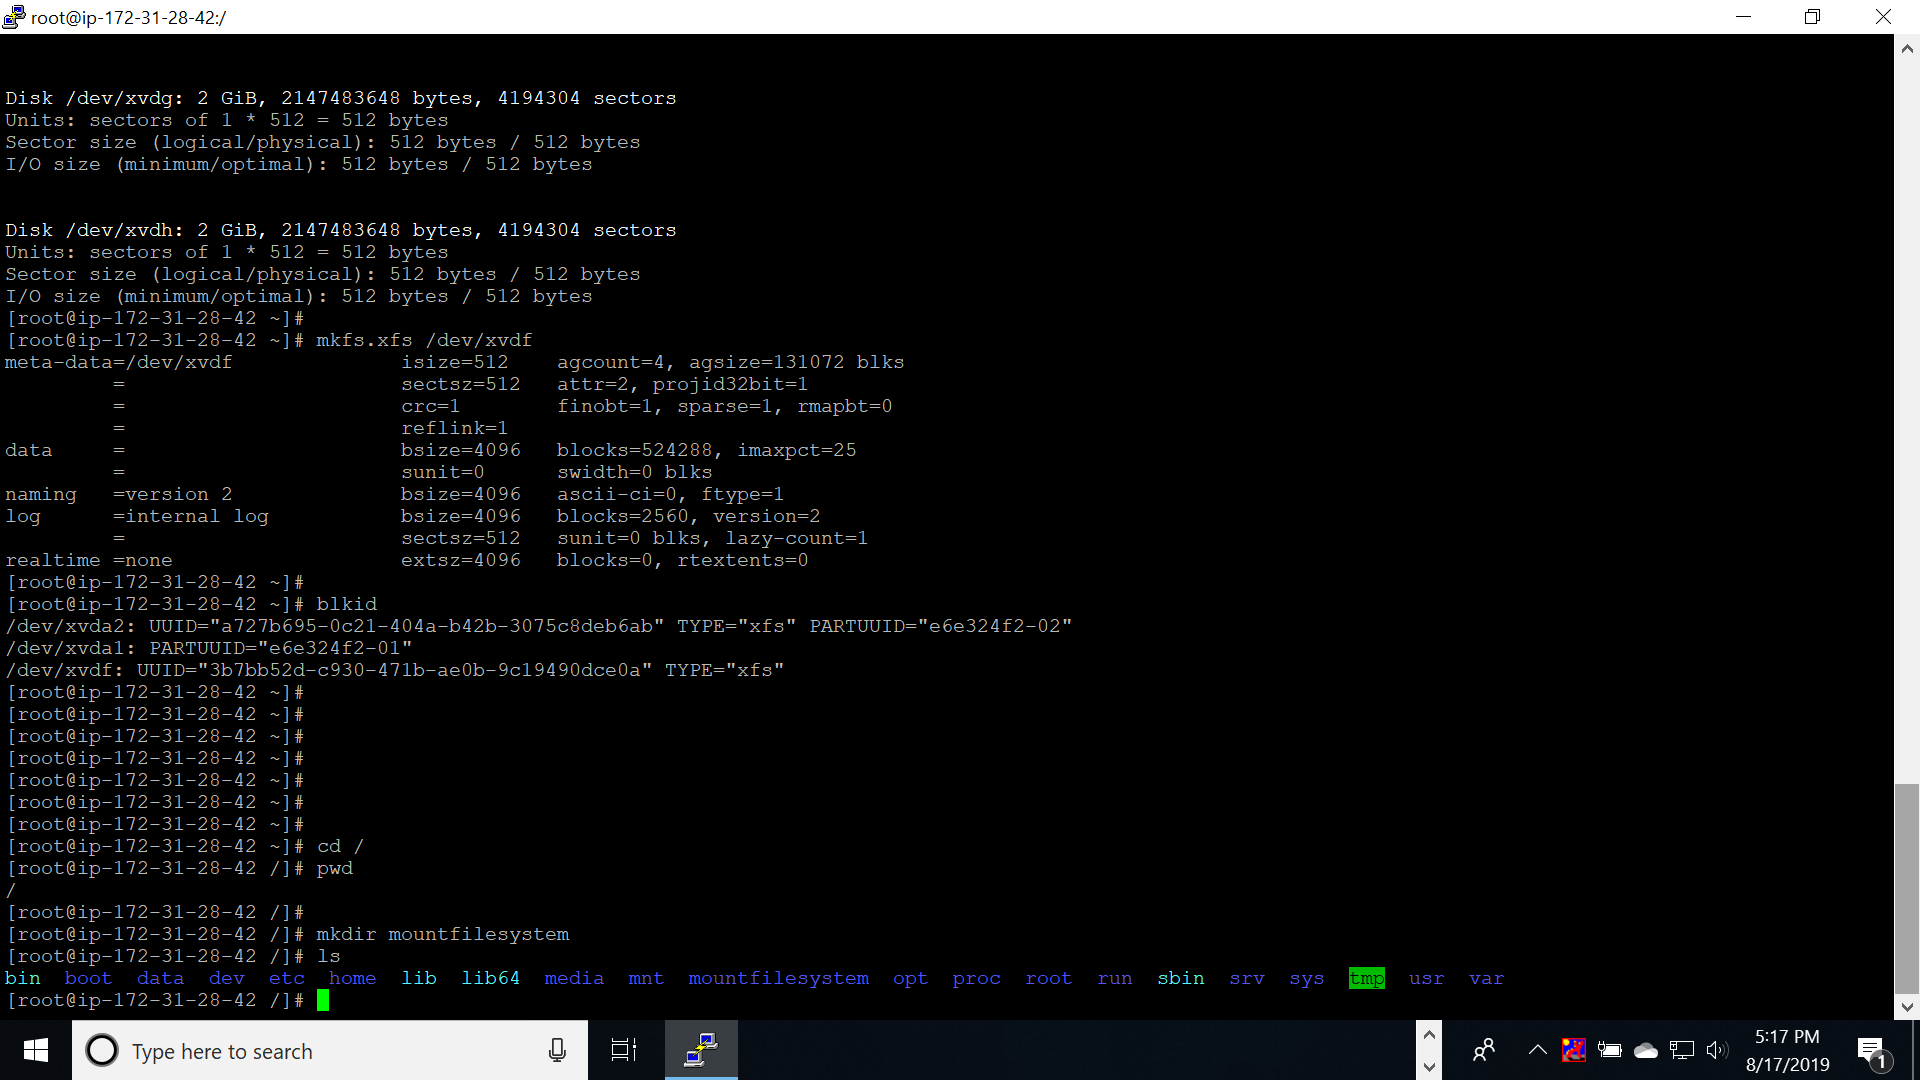 root@ip-172-31-28-42:/
Disk /dev/xvdg: 2 GiB, 2147483648 bytes, 4194304 sectors
Units: sectors of 1 * 512 = 512 bytes
Sector size (logical/physical): 512 bytes / 512 bytes
I/O size (minimum/optimal): 512 bytes / 512 bytes
Disk /dev/xvdh: 2 GiB, 2147483648 bytes, 4194304 sectors
Units: sectors of 1 * 512 = 512 bytes
Sector size (logical/physical): 512 bytes / 512 bytes
I/O size (minimum/optimal): 512 bytes / 512 bytes
[root@ip-172-31-28-42 ~]#
[root@ip-172-31-28-42 ~]# mkfs.xfs /dev/xvdf
meta-data=/dev/xvdf              isize=512    agcount=4, agsize=131072 blks
         =                       sectsz=512   attr=2, projid32bit=1
         =                       crc=1        finobt=1, sparse=1, rmapbt=0
         =                       reflink=1
data     =                       bsize=4096   blocks=524288, imaxpct=25
         =                       sunit=0      swidth=0 blks
naming   =version 2              bsize=4096   ascii-ci=0, ftype=1
log      =internal log           bsize=4096   blocks=2560, version=2
         =                       sectsz=512   sunit=0 blks, lazy-count=1
realtime =none                   extsz=4096   blocks=0, rtextents=0
[root@ip-172-31-28-42 ~]#
[root@ip-172-31-28-42 ~]# blkid
/dev/xvda2: UUID="a727b695-0c21-404a-b42b-3075c8deb6ab" TYPE="xfs" PARTUUID="e6e324f2-02"
/dev/xvda1: PARTUUID="e6e324f2-01"
/dev/xvdf: UUID="3b7bb52d-c930-471b-ae0b-9c19490dce0a" TYPE="xfs"
[root@ip-172-31-28-42 ~]#
[root@ip-172-31-28-42 ~]#
[root@ip-172-31-28-42 ~]#
[root@ip-172-31-28-42 ~]#
[root@ip-172-31-28-42 ~]#
[root@ip-172-31-28-42 ~]#
[root@ip-172-31-28-42 ~]#
[root@ip-172-31-28-42 ~]# cd /
[root@ip-172-31-28-42 /]# pwd
/
[root@ip-172-31-28-42 /]#
[root@ip-172-31-28-42 /]# mkdir mountfilesystem
[root@ip-172-31-28-42 /]# ls
bin  boot  data  dev  etc  home  lib  lib64  media  mnt  mountfilesystem  opt  proc  root  run  sbin  srv  sys  tmp  usr  var
[root@ip-172-31-28-42 /]#
Type here to search
5:17 PM
8/17/2019
1